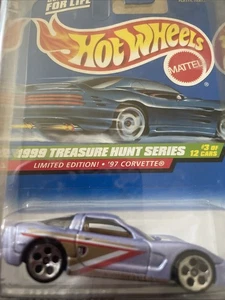 FOR LIFE
Hot Wheels
MATTEL
1999 TREASURE HUNT SERIES
#3 OF
12 CARS
LIMITED EDITION! • '97 CORVETTE®